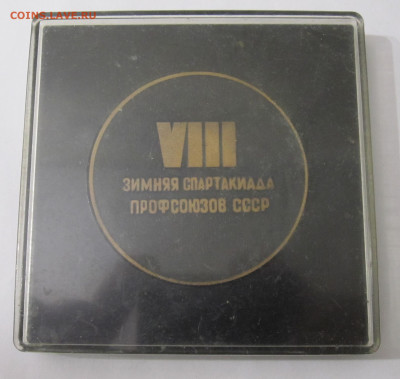 COINS.LAVE.RU
VIII
ЗИМНЯЯ СПАРТАКИАДА
ПРОФСОЮЗОВ СССР